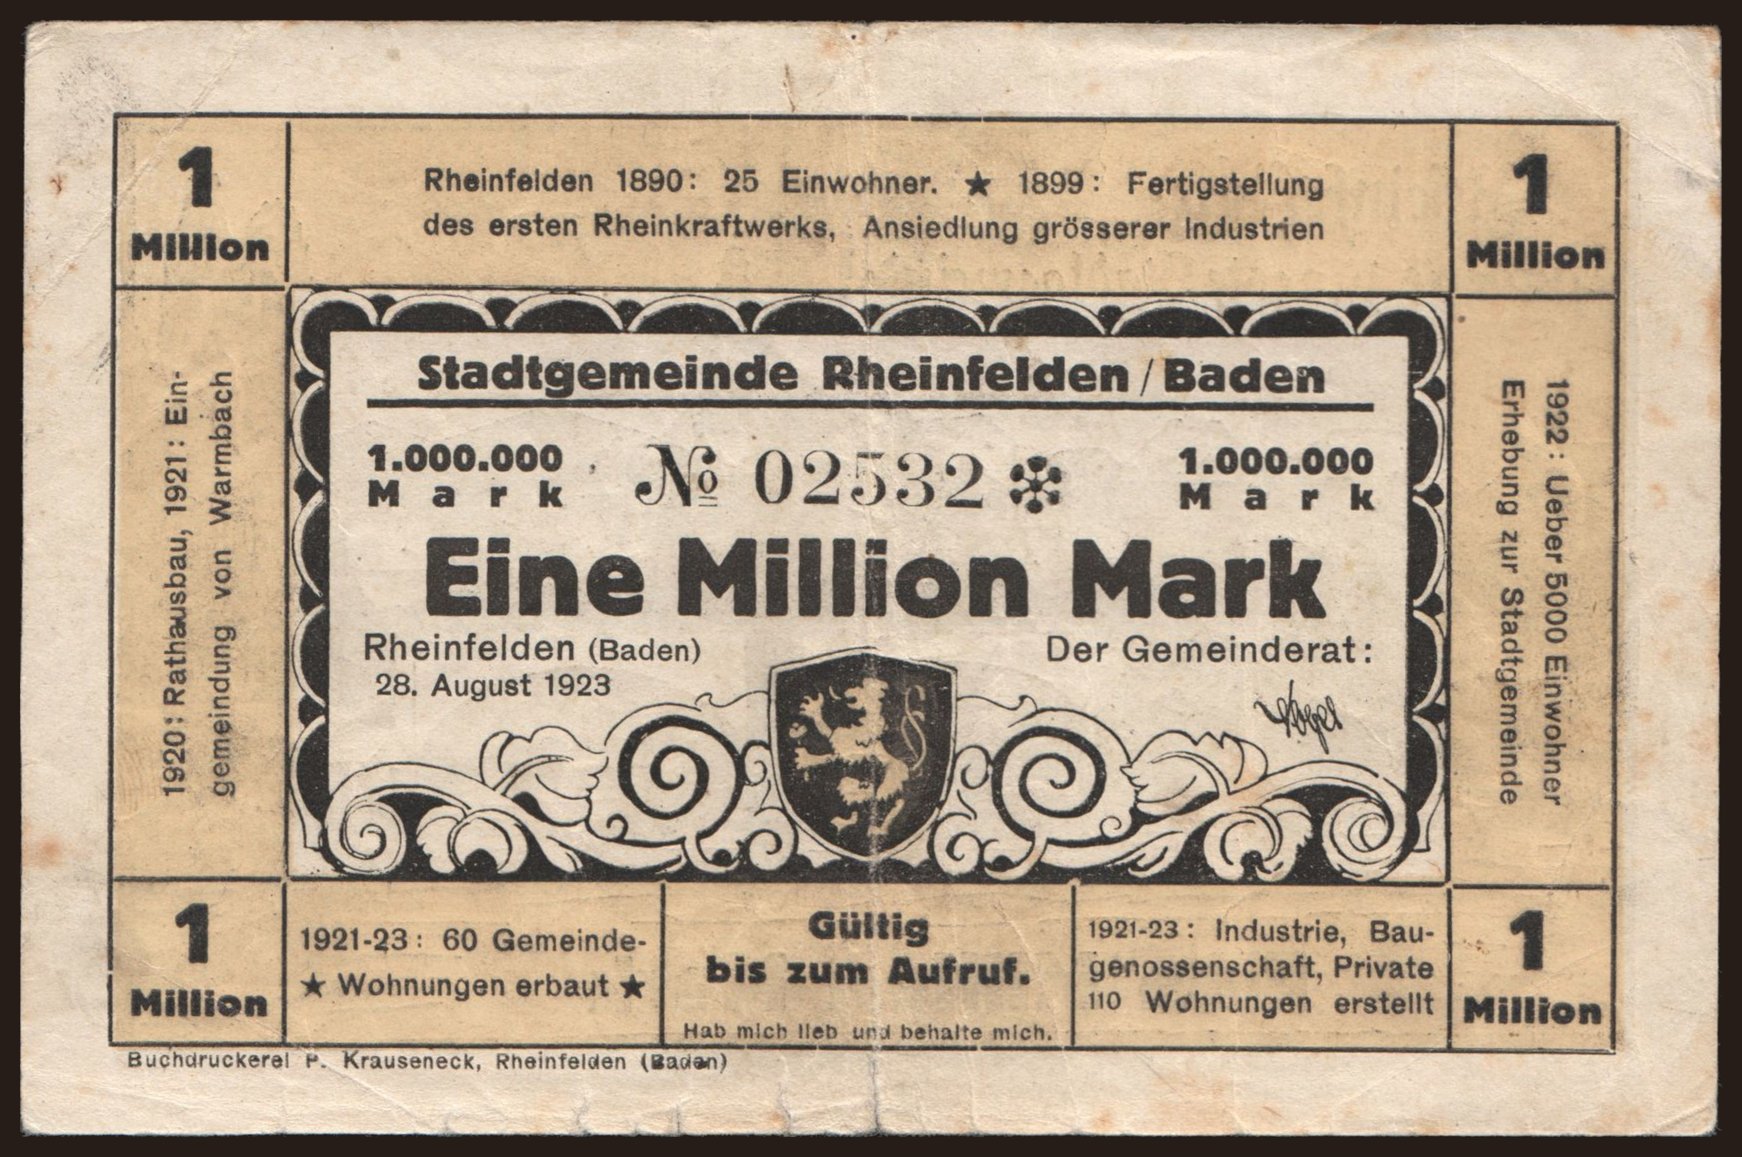 1
Million
Rheinfelden 1890: 25 Einwohner. ★ 1899: Fertigstellung
des ersten Rheinkraftwerks, Ansiedlung grösserer Industrien
1
Million
1920: Rathausbau, 1921: Ein-
gemeindung von Warmbach
Stadtgemeinde Rheinfelden / Baden
1.000.000
Mark
№ 02532
1.000.000
Mark
Eine Million Mark
Rheinfelden (Baden)
28. August 1923
Der Gemeinderat:
Vogel
1922: Ueber 5000 Einwohner
Erhebung zur Stadtgemeinde
1
Million
1921-23: 60 Gemeinde-
★ Wohnungen erbaut ★
Gültig
bis zum Aufruf.
Hab mich lieb und behalte mich.
1921-23: Industrie, Bau-
genossenschaft, Private
110 Wohnungen erstellt
1
Million
Buchdruckerei P. Krauseneck, Rheinfelden (Baden)